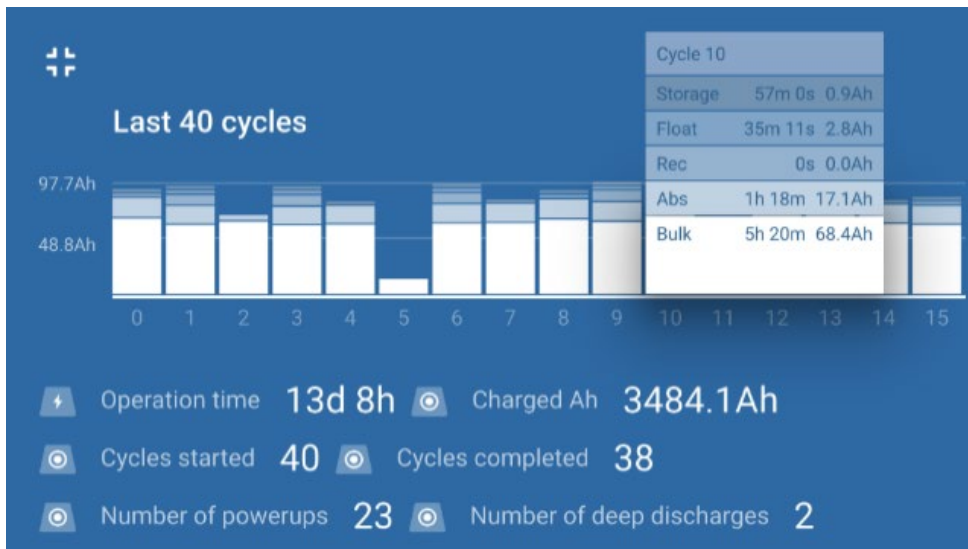 Cycle 10
Storage 57m 0s 0.9Ah
Float 35m 11s 2.8Ah
Rec 0s 0.0Ah
Abs 1h 18m 17.1Ah
Bulk 5h 20m 68.4Ah
Last 40 cycles
97.7Ah
48.8Ah
0 1 2 3 4 5 6 7 8 9 10 11 12 13 14 15
Operation time 13d 8h Charged Ah 3484.1Ah
Cycles started 40 Cycles completed 38
Number of powerups 23 Number of deep discharges 2